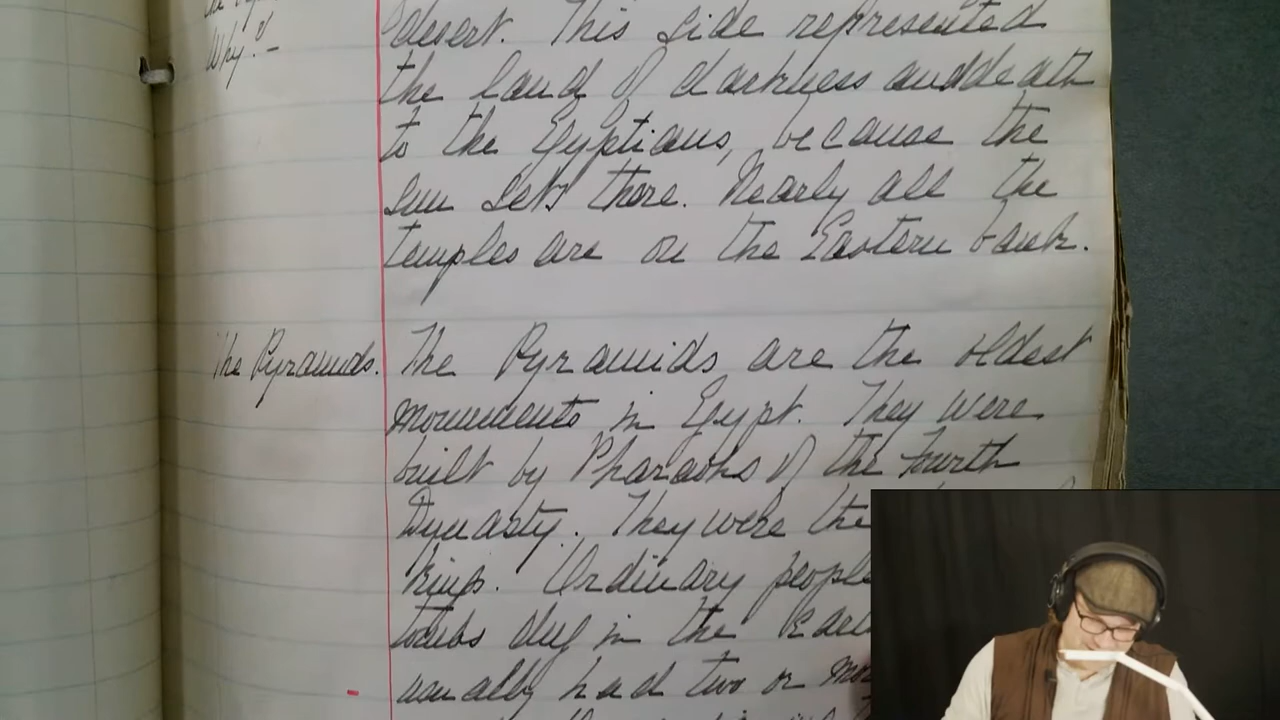 Why?-
desert. This side represented
the land of darkness and death
to the Egyptians, because the
sun sets there. Nearly all the
temples are on the Eastern bank.
The Pyramids.
The Pyramids are the oldest
monuments in Egypt. They were
built by Pharaohs of the Fourth
Dynasty. They were the
Kings. Ordinary people
tombs dug in the
usually had two or